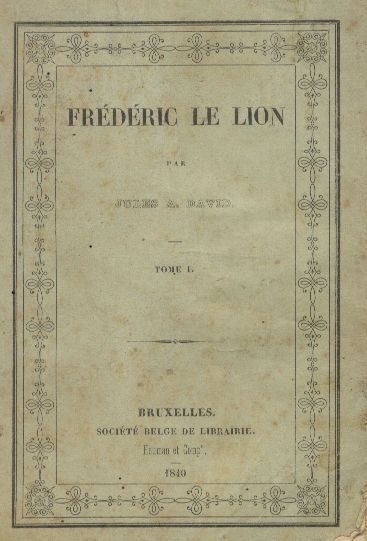 FRÉDÉRIC LE LION
PAR
JULES A. DAVID.
TOME I.
BRUXELLES.
SOCIÉTÉ BELGE DE LIBRAIRIE.
Hauman et Compᵉ.
1840